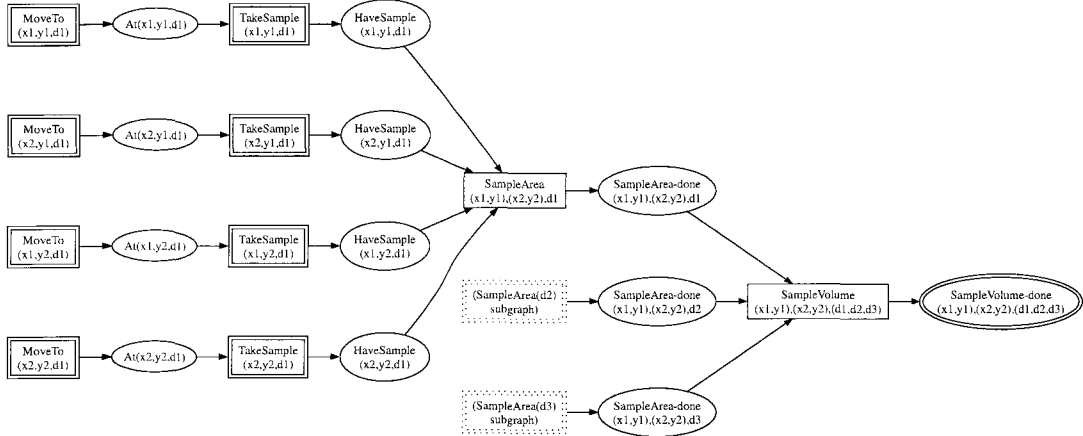 MoveTo
(x1,y1,d1)
At(x1,y1,d1)
TakeSample
(x1,y1,d1)
HaveSample
(x1,y1,d1)
MoveTo
(x2,y1,d1)
At(x2,y1,d1)
TakeSample
(x2,y1,d1)
HaveSample
(x2,y1,d1)
SampleArea
(x1,y1),(x2,y2),d1
SampleArea-done
(x1,y1),(x2,y2),d1
MoveTo
(x1,y2,d1)
At(x1,y2,d1)
TakeSample
(x1,y2,d1)
HaveSample
(x1,y2,d1)
(SampleArea(d2)
subgraph)
SampleArea-done
(x1,y1),(x2,y2),d2
SampleVolume
(x1,y1),(x2,y2),(d1,d2,d3)
SampleVolume-done
(x1,y1),(x2,y2),(d1,d2,d3)
MoveTo
(x2,y2,d1)
At(x2,y2,d1)
TakeSample
(x2,y2,d1)
HaveSample
(x2,y2,d1)
(SampleArea(d3)
subgraph)
SampleArea-done
(x1,y1),(x2,y2),d3